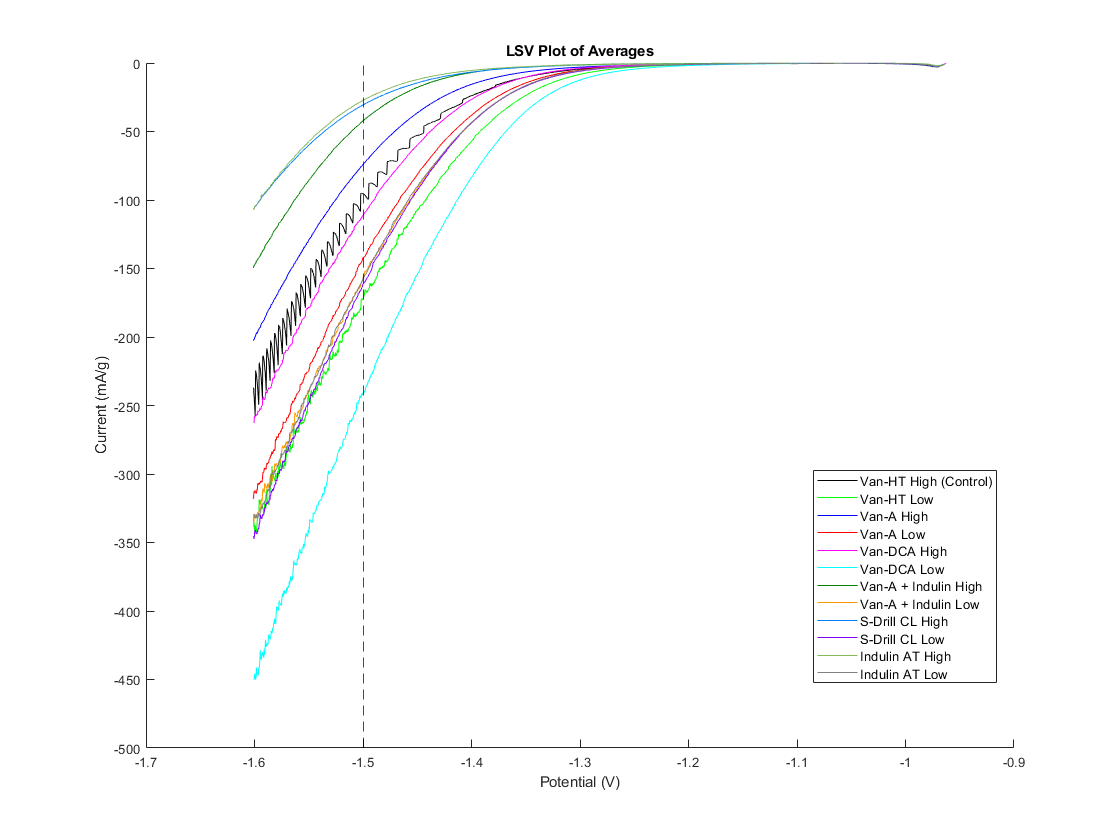 LSV Plot of Averages
0
-50
-100
-150
-200
-250
-300
-350
-400
-450
-500
Current (mA/g)
Van-HT High (Control)
Van-HT Low
Van-A High
Van-A Low
Van-DCA High
Van-DCA Low
Van-A + Indulin High
Van-A + Indulin Low
S-Drill CL High
S-Drill CL Low
Indulin AT High
Indulin AT Low
-1.7 -1.6 -1.5 -1.4 -1.3 -1.2 -1.1 -1 -0.9
Potential (V)